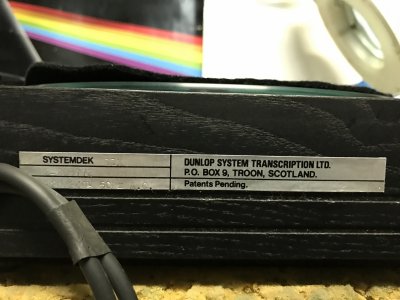 SYSTEMDEK
DUNLOP SYSTEM TRANSCRIPTION LTD.
P.O. BOX 9, TROON, SCOTLAND.
Patents Pending.